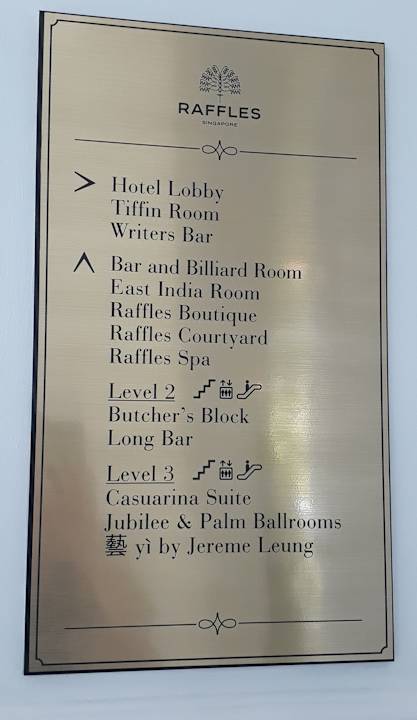 RAFFLES
SINGAPORE
Hotel Lobby
Tiffin Room
Writers Bar
Bar and Billiard Room
East India Room
Raffles Boutique
Raffles Courtyard
Raffles Spa
Level 2
Butcher's Block
Long Bar
Level 3
Casuarina Suite
Jubilee & Palm Ballrooms
藝 yì by Jereme Leung